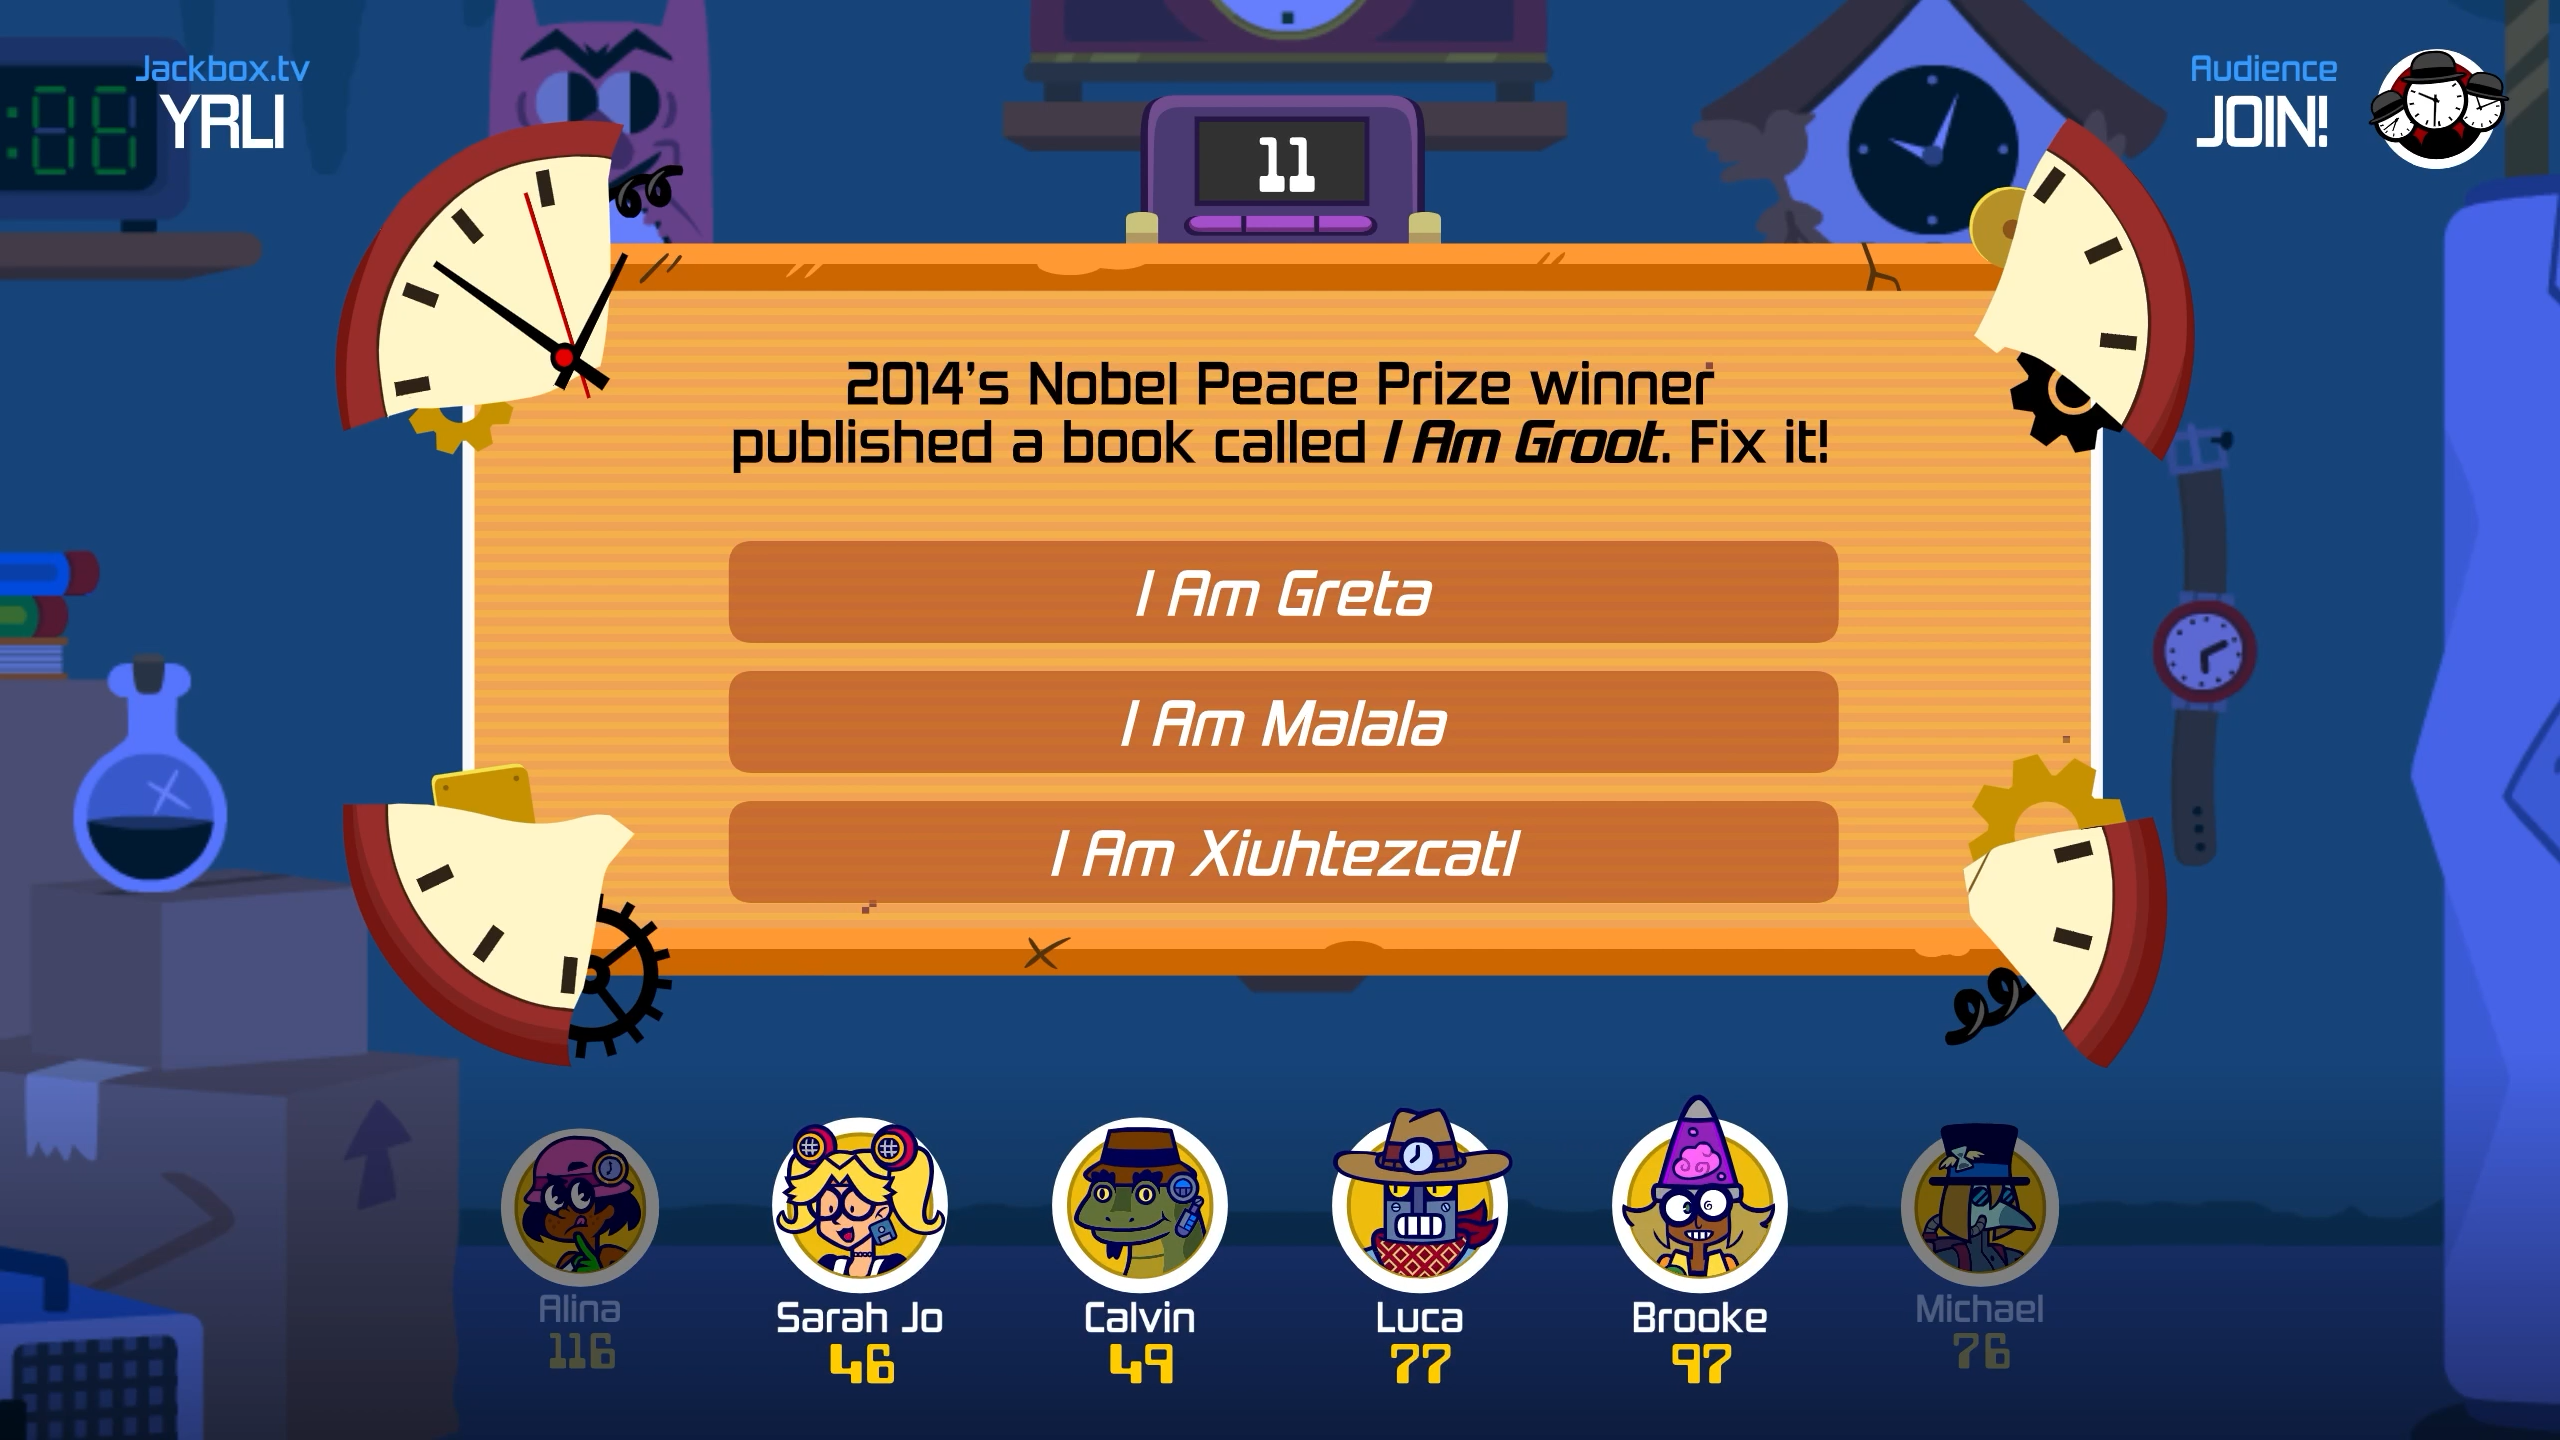 Jackbox.tv
YRLI
Audience
JOIN!
11
2014's Nobel Peace Prize winner
published a book called I Am Groot. Fix it!
I Am Greta
I Am Malala
I Am Xiuhtezcatl
Alina
116
Sarah Jo
46
Calvin
49
Luca
77
Brooke
97
Michael
76